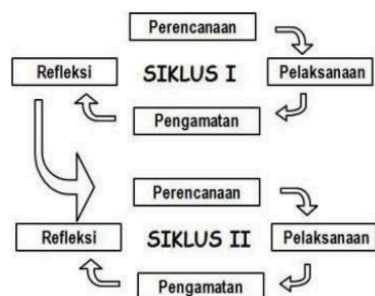 Perencanaan
Refleksi SIKLUS I Pelaksanaan
Pengamatan
Perencanaan
Refleksi SIKLUS II Pelaksanaan
Pengamatan